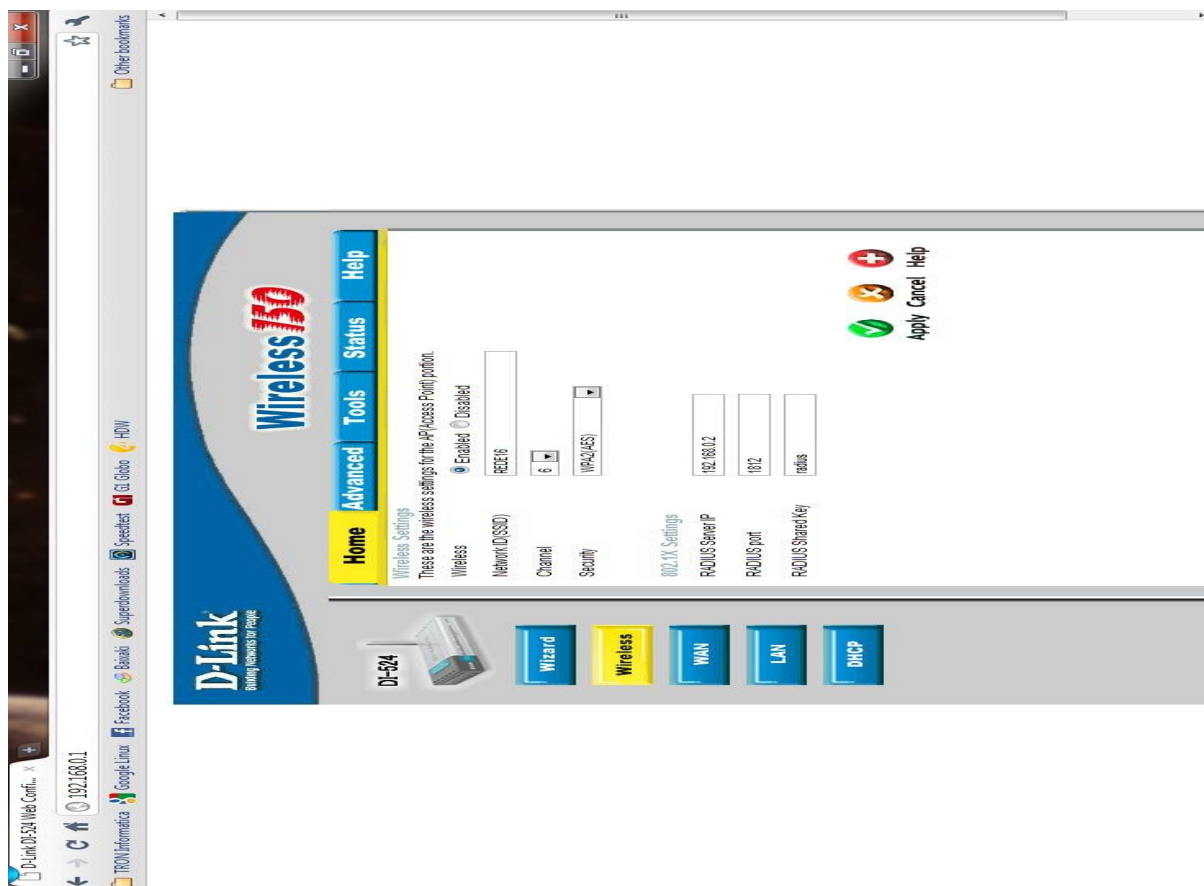 D-Link DI-524 Web Confi...
192.168.0.1
TRON Informatica Google Linux Facebook Baixaki Superdownloads Speedtest G1 G1 Globo HDW Other bookmarks
D-Link
Building Networks for People
Wireless 150
DI-524
Home Advanced Tools Status Help
Wizard
Wireless
WAN
LAN
DHCP
Wireless Settings
These are the wireless settings for the AP(Access Point) portion.
Wireless Enabled Disabled
Network ID(SSID) REDE16
Channel 6
Security WPA2(AES)
802.1X Settings
RADIUS Server IP 192.168.0.2
RADIUS port 1812
RADIUS Shared Key radius
Apply Cancel Help